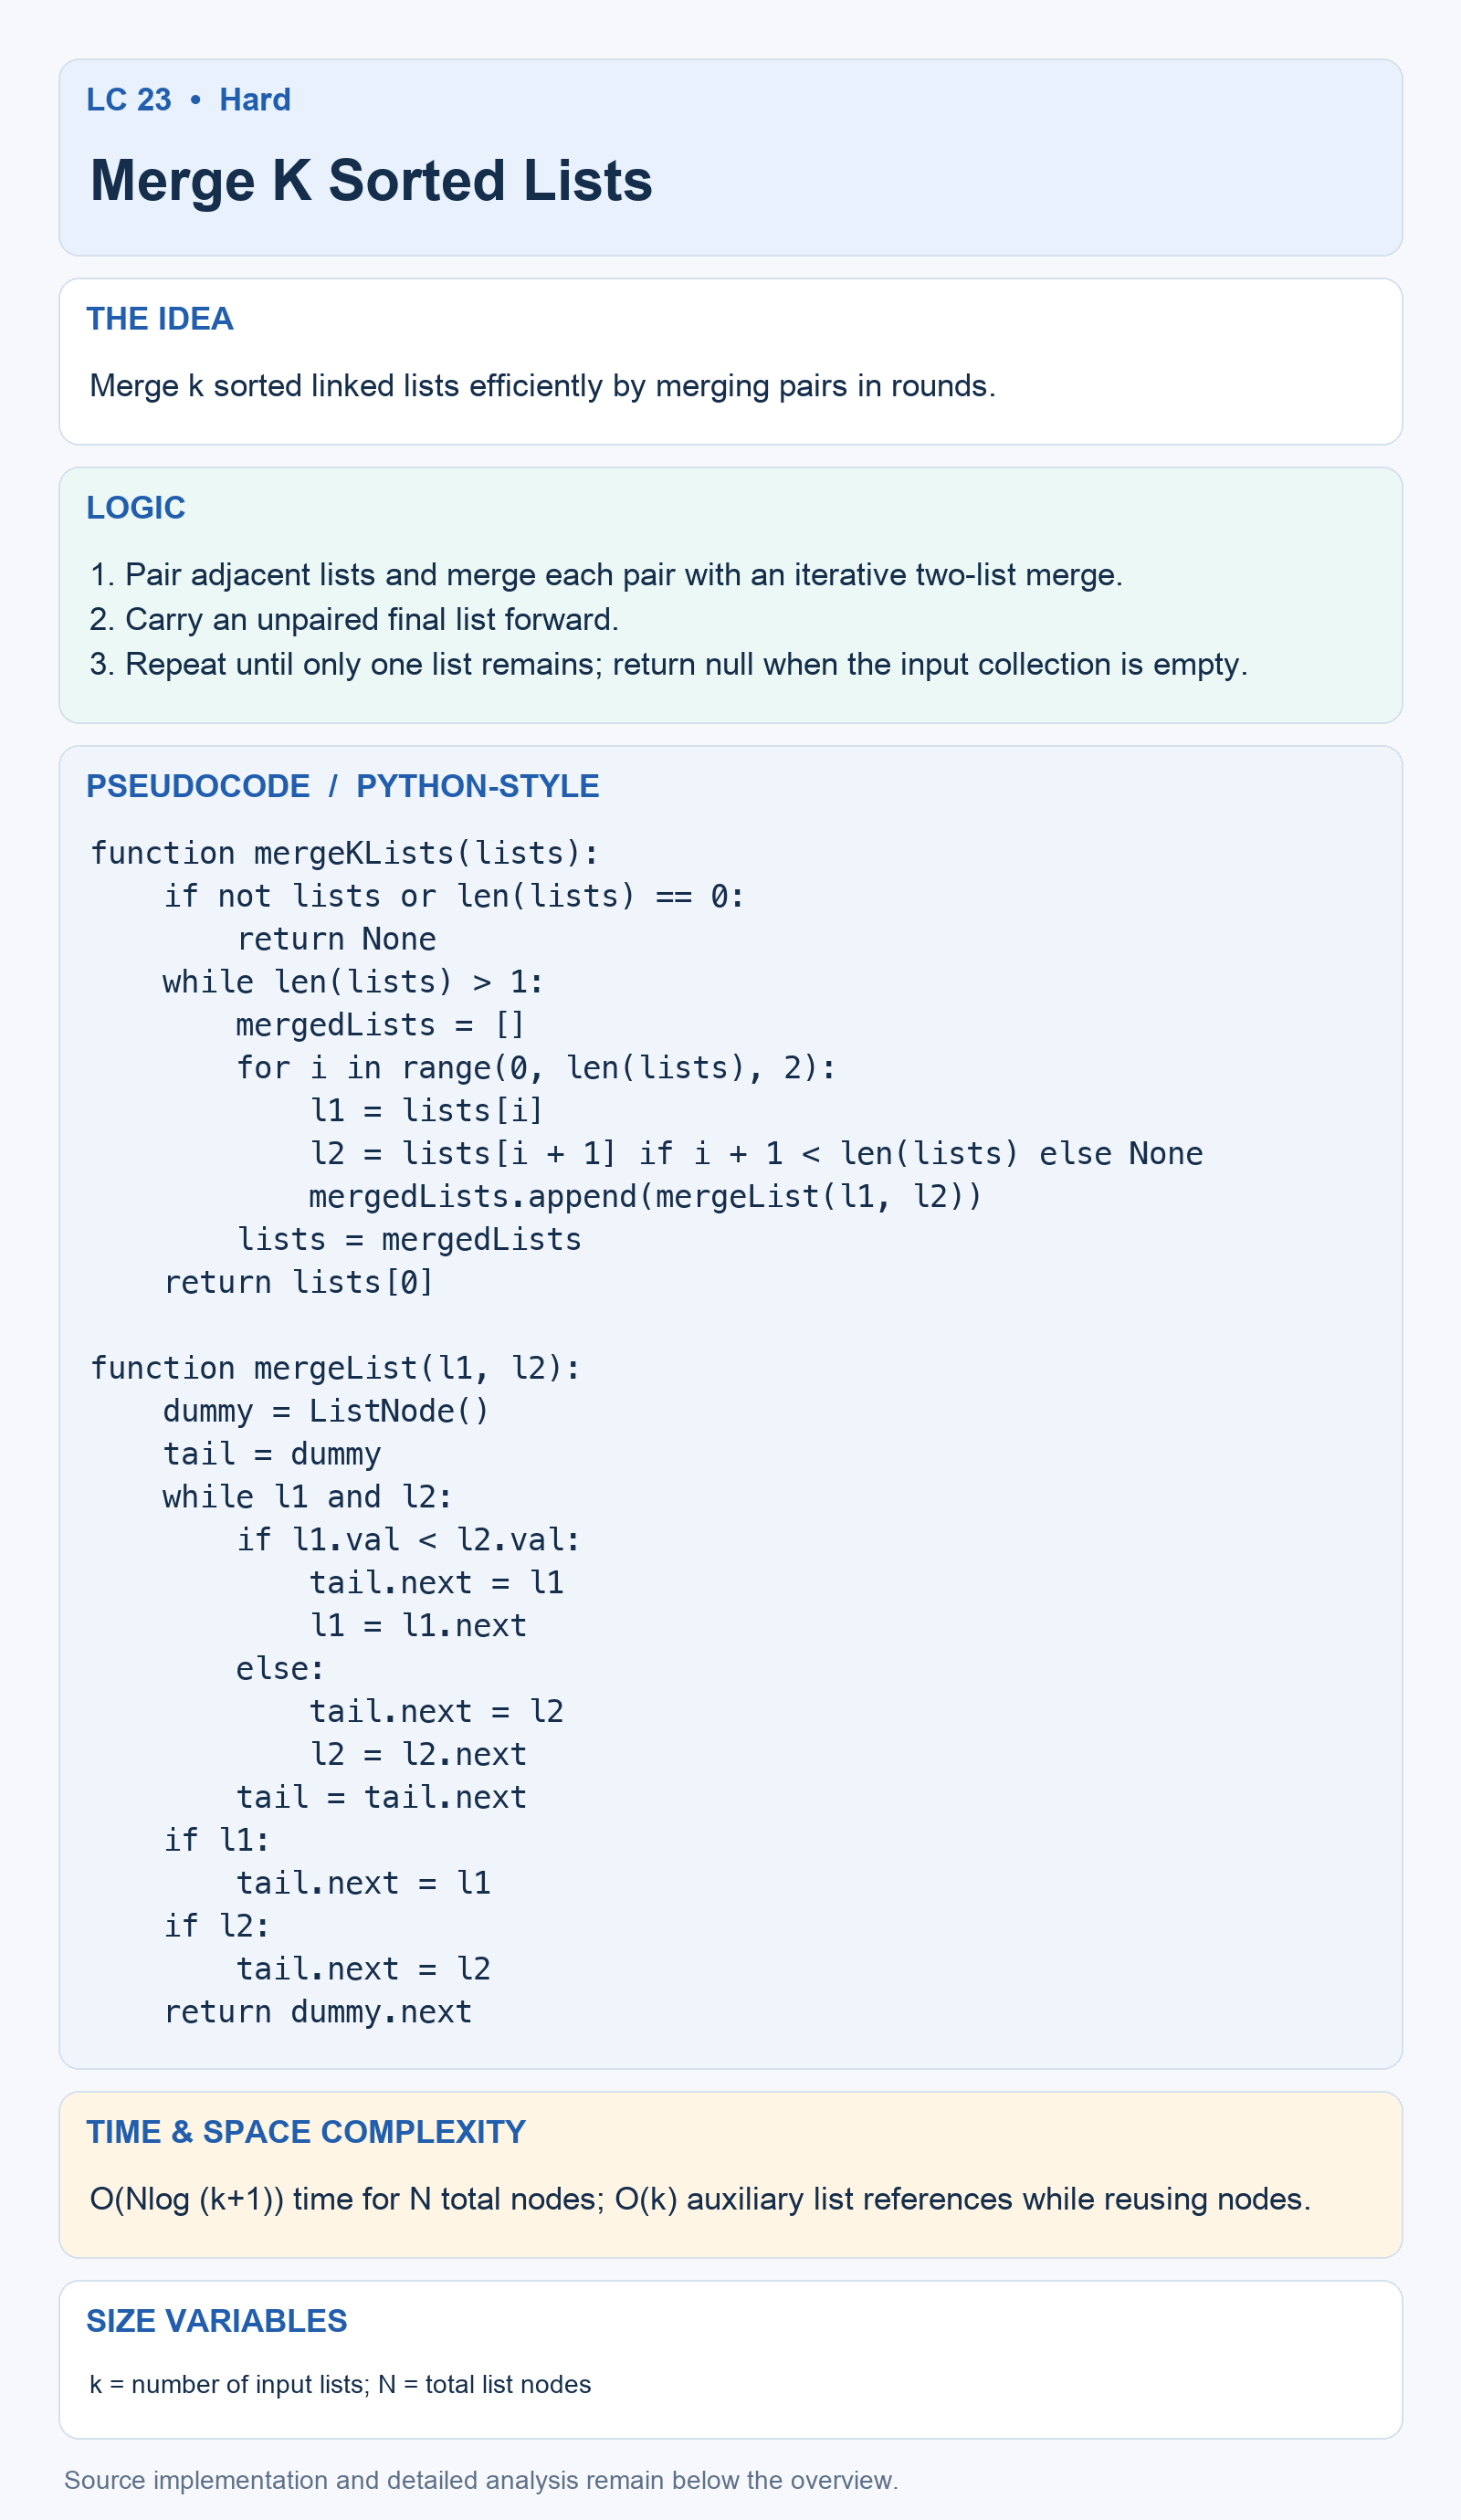 LC 23 • Hard
Merge K Sorted Lists
THE IDEA
Merge k sorted linked lists efficiently by merging pairs in rounds.
LOGIC
1. Pair adjacent lists and merge each pair with an iterative two-list merge.
2. Carry an unpaired final list forward.
3. Repeat until only one list remains; return null when the input collection is empty.
PSEUDOCODE / PYTHON-STYLE
function mergeKLists(lists):
    if not lists or len(lists) == 0:
        return None
    while len(lists) > 1:
        mergedLists = []
        for i in range(0, len(lists), 2):
            l1 = lists[i]
            l2 = lists[i + 1] if i + 1 < len(lists) else None
            mergedLists.append(mergeList(l1, l2))
        lists = mergedLists
    return lists[0]

function mergeList(l1, l2):
    dummy = ListNode()
    tail = dummy
    while l1 and l2:
        if l1.val < l2.val:
            tail.next = l1
            l1 = l1.next
        else:
            tail.next = l2
            l2 = l2.next
        tail = tail.next
    if l1:
        tail.next = l1
    if l2:
        tail.next = l2
    return dummy.next
TIME & SPACE COMPLEXITY
O(Nlog (k+1)) time for N total nodes; O(k) auxiliary list references while reusing nodes.
SIZE VARIABLES
k = number of input lists; N = total list nodes
Source implementation and detailed analysis remain below the overview.